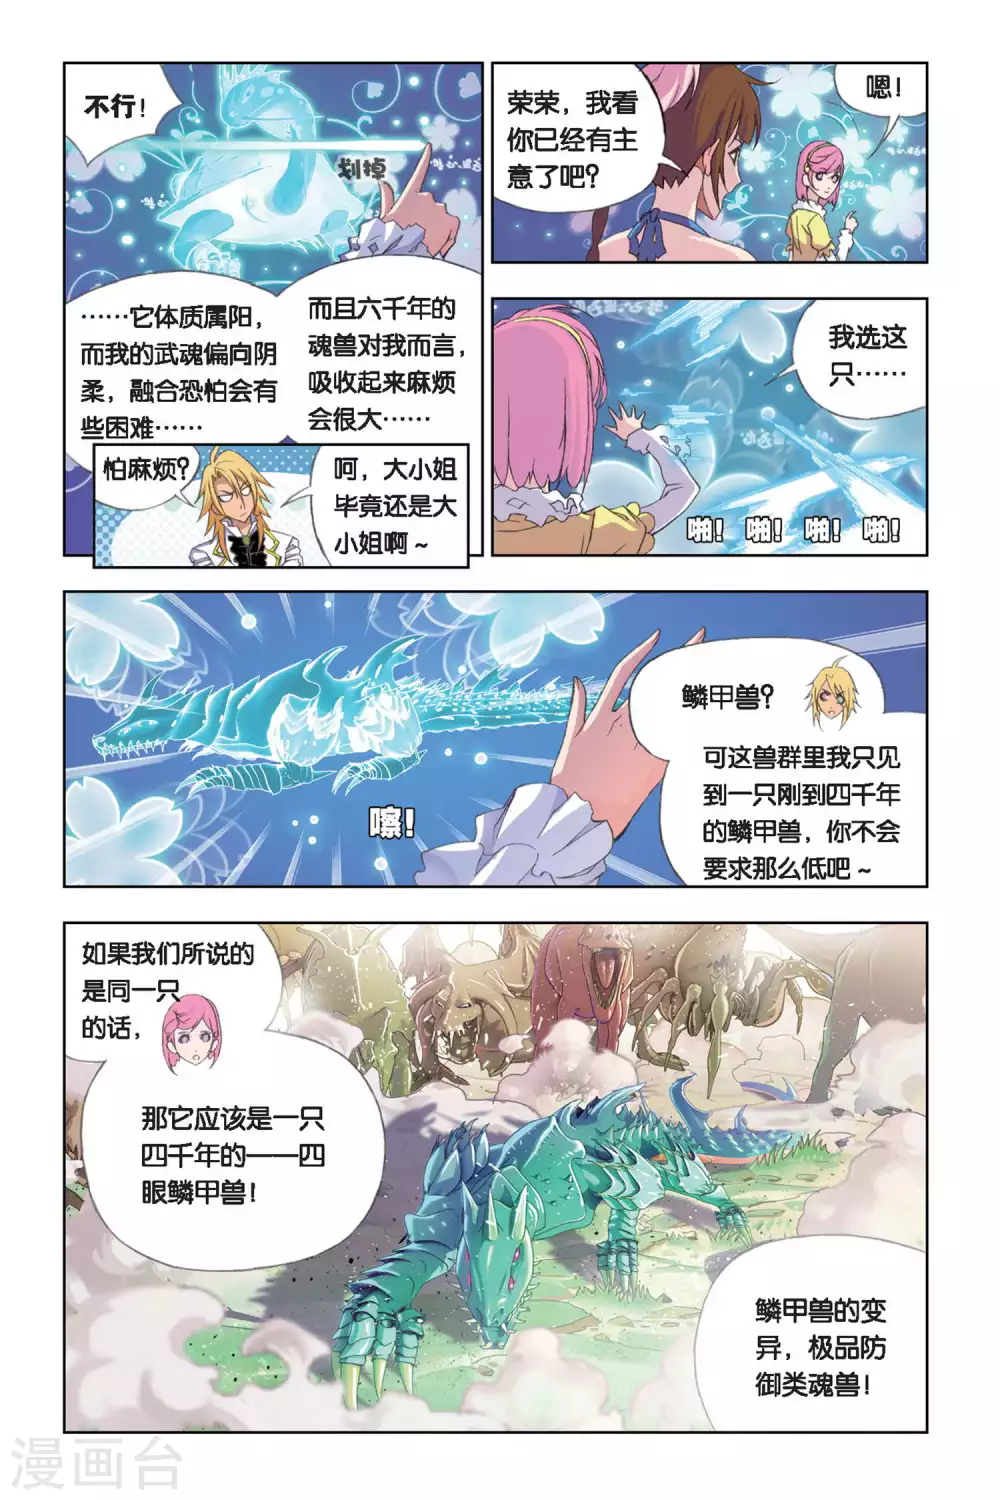 不行！
划掉
……它体质属阳，
而我的武魂偏向阴
柔，融合恐怕会有
些困难……
而且六千年的
魂兽对我而言，
吸收起来麻烦
会很大……
怕麻烦？
呵，大小姐
毕竟还是大
小姐啊～
荣荣，我看
你已经有主
意了吧？
嗯！
我选这
只……
啪！啪！啪！啪！
嚓！
鳞甲兽？
可这兽群里我只见
到一只刚到四千年
的鳞甲兽，你不会
要求那么低吧～
如果我们所说的
是同一只
的话，
那它应该是一只
四千年的——四
眼鳞甲兽！
鳞甲兽的变
异，极品防
御类魂兽！
漫画台